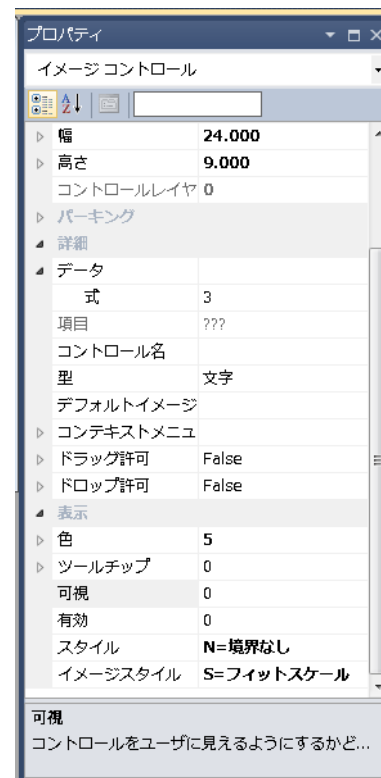 プロパティ
イメージ コントロール
幅 24.000
高さ 9.000
コントロールレイヤ 0
パーキング
詳細
データ
式 3
項目 ???
コントロール名
型 文字
デフォルトイメージ
コンテキストメニュ
ドラッグ許可 False
ドロップ許可 False
表示
色 5
ツールチップ 0
可視 0
有効 0
スタイル N=境界なし
イメージスタイル S=フィットスケール
可視
コントロールをユーザに見えるようにするかど...